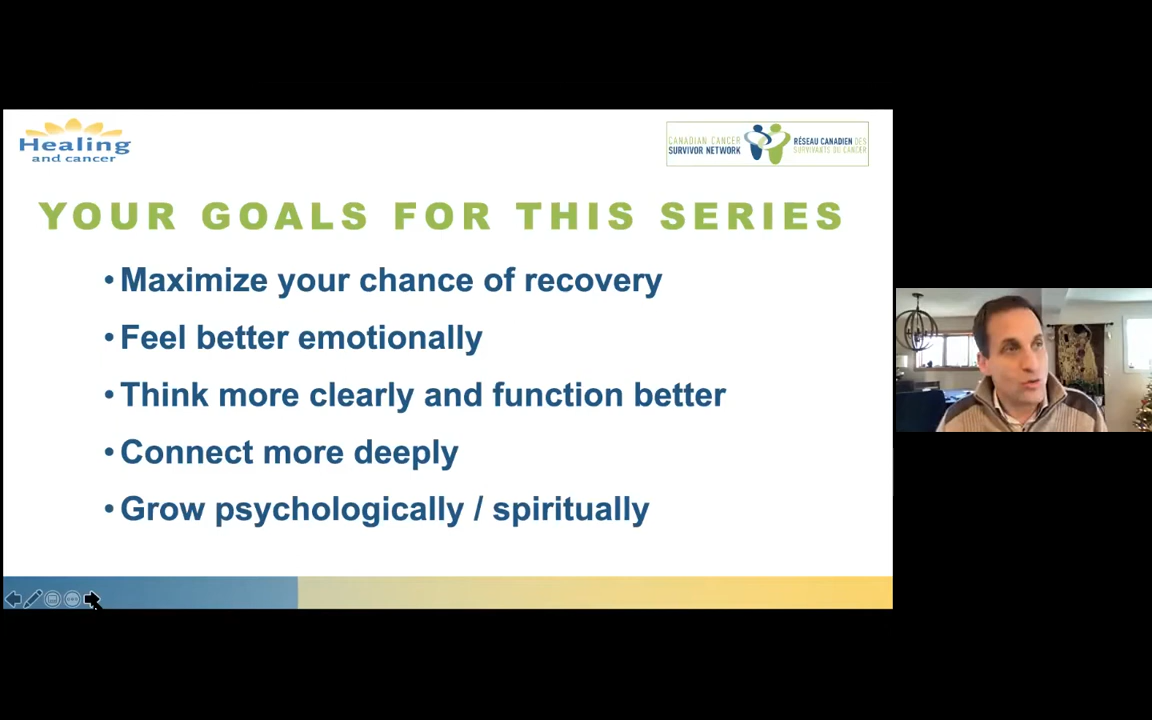 Healing
and cancer
CANADIAN CANCER
SURVIVOR NETWORK
RÉSEAU CANADIEN DES
SURVIVANTS DU CANCER
YOUR GOALS FOR THIS SERIES
• Maximize your chance of recovery
• Feel better emotionally
• Think more clearly and function better
• Connect more deeply
• Grow psychologically / spiritually